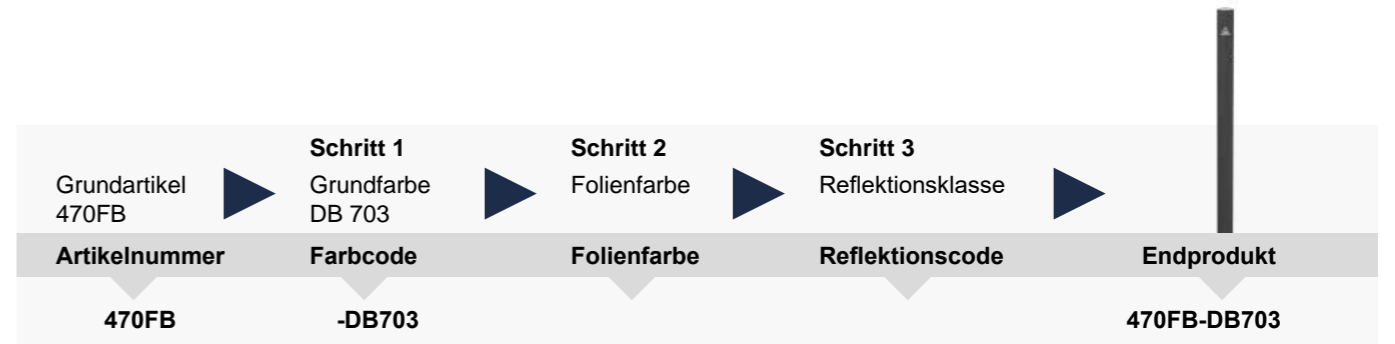 Schritt 1
Schritt 2
Schritt 3
Grundartikel
470FB
Grundfarbe
DB 703
Folienfarbe
Reflektionsklasse
Artikelnummer
Farbcode
Folienfarbe
Reflektionscode
Endprodukt
470FB
-DB703
470FB-DB703